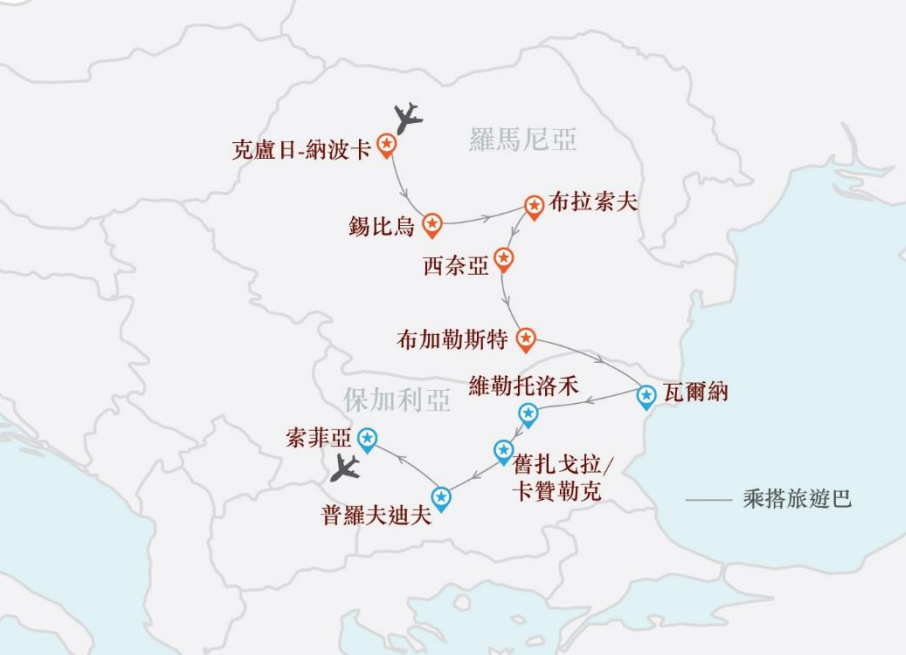 羅馬尼亞
克盧日-納波卡
布拉索夫
錫比烏
西奈亞
布加勒斯特
維勒托洛禾
瓦爾納
保加利亞
索菲亞
舊扎戈拉/
卡贊勒克
普羅夫迪夫
乘搭旅遊巴